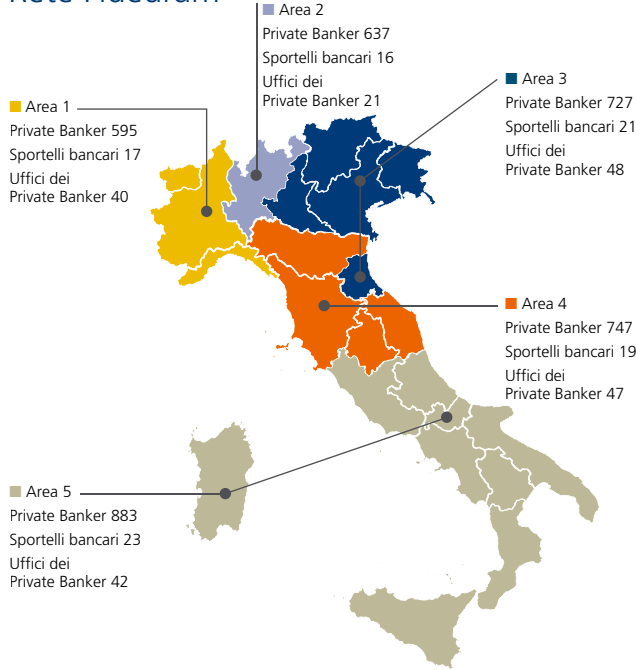 Area 2
Private Banker 637
Sportelli bancari 16
Uffici dei
Private Banker 21
Area 3
Private Banker 727
Sportelli bancari 21
Uffici dei
Private Banker 48
Area 1
Private Banker 595
Sportelli bancari 17
Uffici dei
Private Banker 40
Area 4
Private Banker 747
Sportelli bancari 19
Uffici dei
Private Banker 47
Area 5
Private Banker 883
Sportelli bancari 23
Uffici dei
Private Banker 42